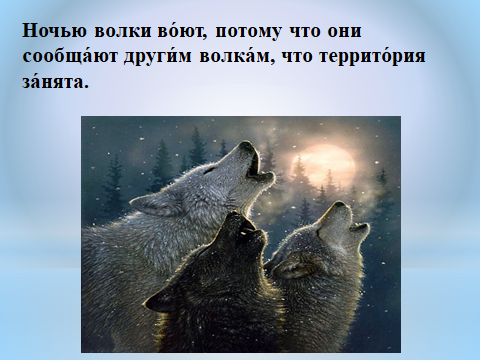 Ночью волки во́ют, потому что они
сообща́ют други́м волка́м, что террито́рия
за́нята.